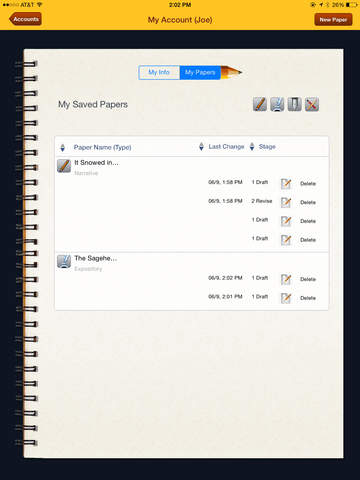 AT&T 2:02 PM 26%
Accounts My Account (Joe) New Paper
My Info My Papers
My Saved Papers
Paper Name (Type) Last Change Stage
It Snowed in...
Narrative
06/9, 1:58 PM 1 Draft Delete
06/9, 1:58 PM 2 Revise Delete
1 Draft Delete
1 Draft Delete
The Sagehe...
Expository
06/9, 2:02 PM 1 Draft Delete
06/9, 2:01 PM 1 Draft Delete